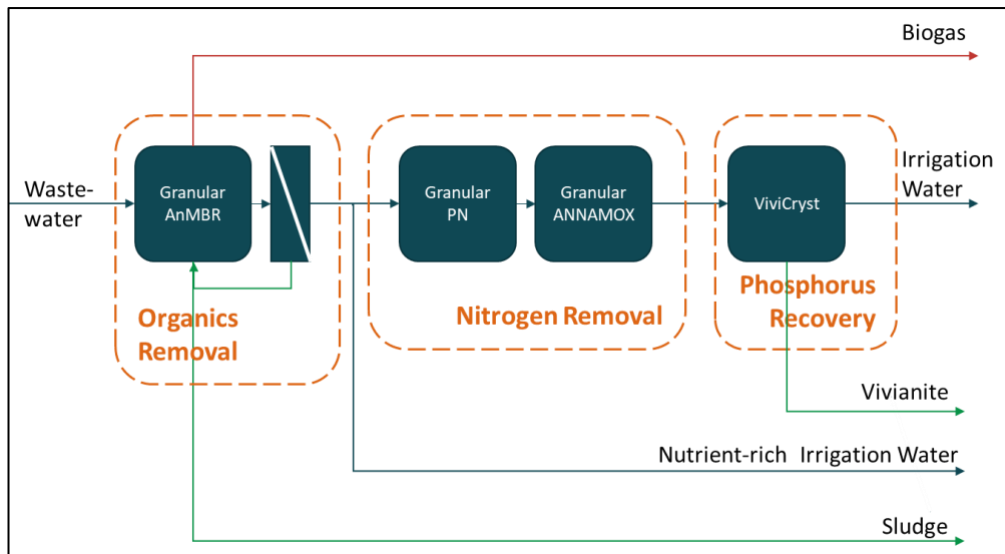 Biogas
Waste-
water
Granular
AnMBR
Granular
PN
Granular
ANNAMOX
ViviCryst
Irrigation
Water
Organics
Removal
Nitrogen Removal
Phosphorus
Recovery
Vivianite
Nutrient-rich Irrigation Water
Sludge